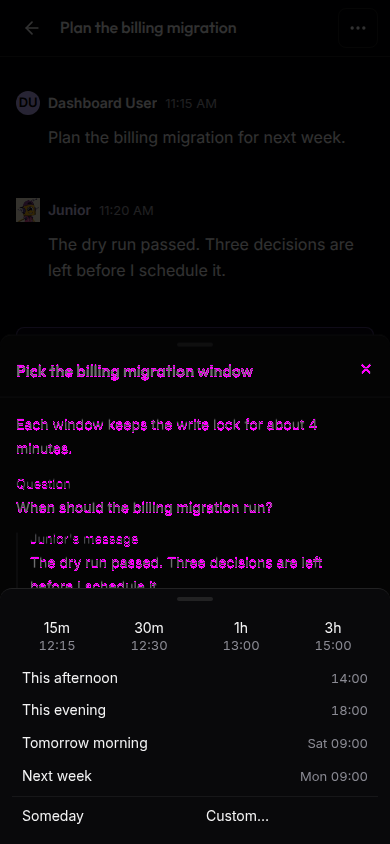 Plan the billing migration
DU Dashboard User 11:15 AM
Plan the billing migration for next week.
Junior 11:20 AM
The dry run passed. Three decisions are
left before I schedule it.
Pick the billing migration window
Each window keeps the write lock for about 4
minutes.
Question
When should the billing migration run?
Junior's message
The dry run passed. Three decisions are left
before I schedule it.
15m 30m 1h 3h
12:15 12:30 13:00 15:00
This afternoon 14:00
This evening 18:00
Tomorrow morning Sat 09:00
Next week Mon 09:00
Someday Custom...